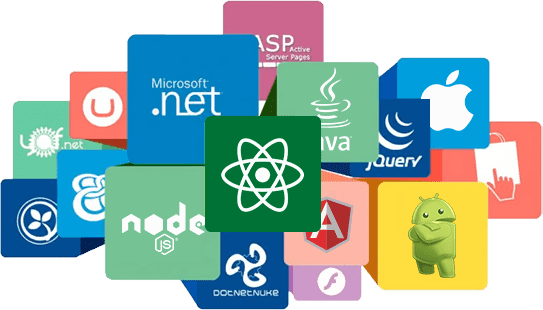 ASP Active
Server Pages
Microsoft®
.net
Java
jQuery
.net
node
JS
A
DOTNETNUKE